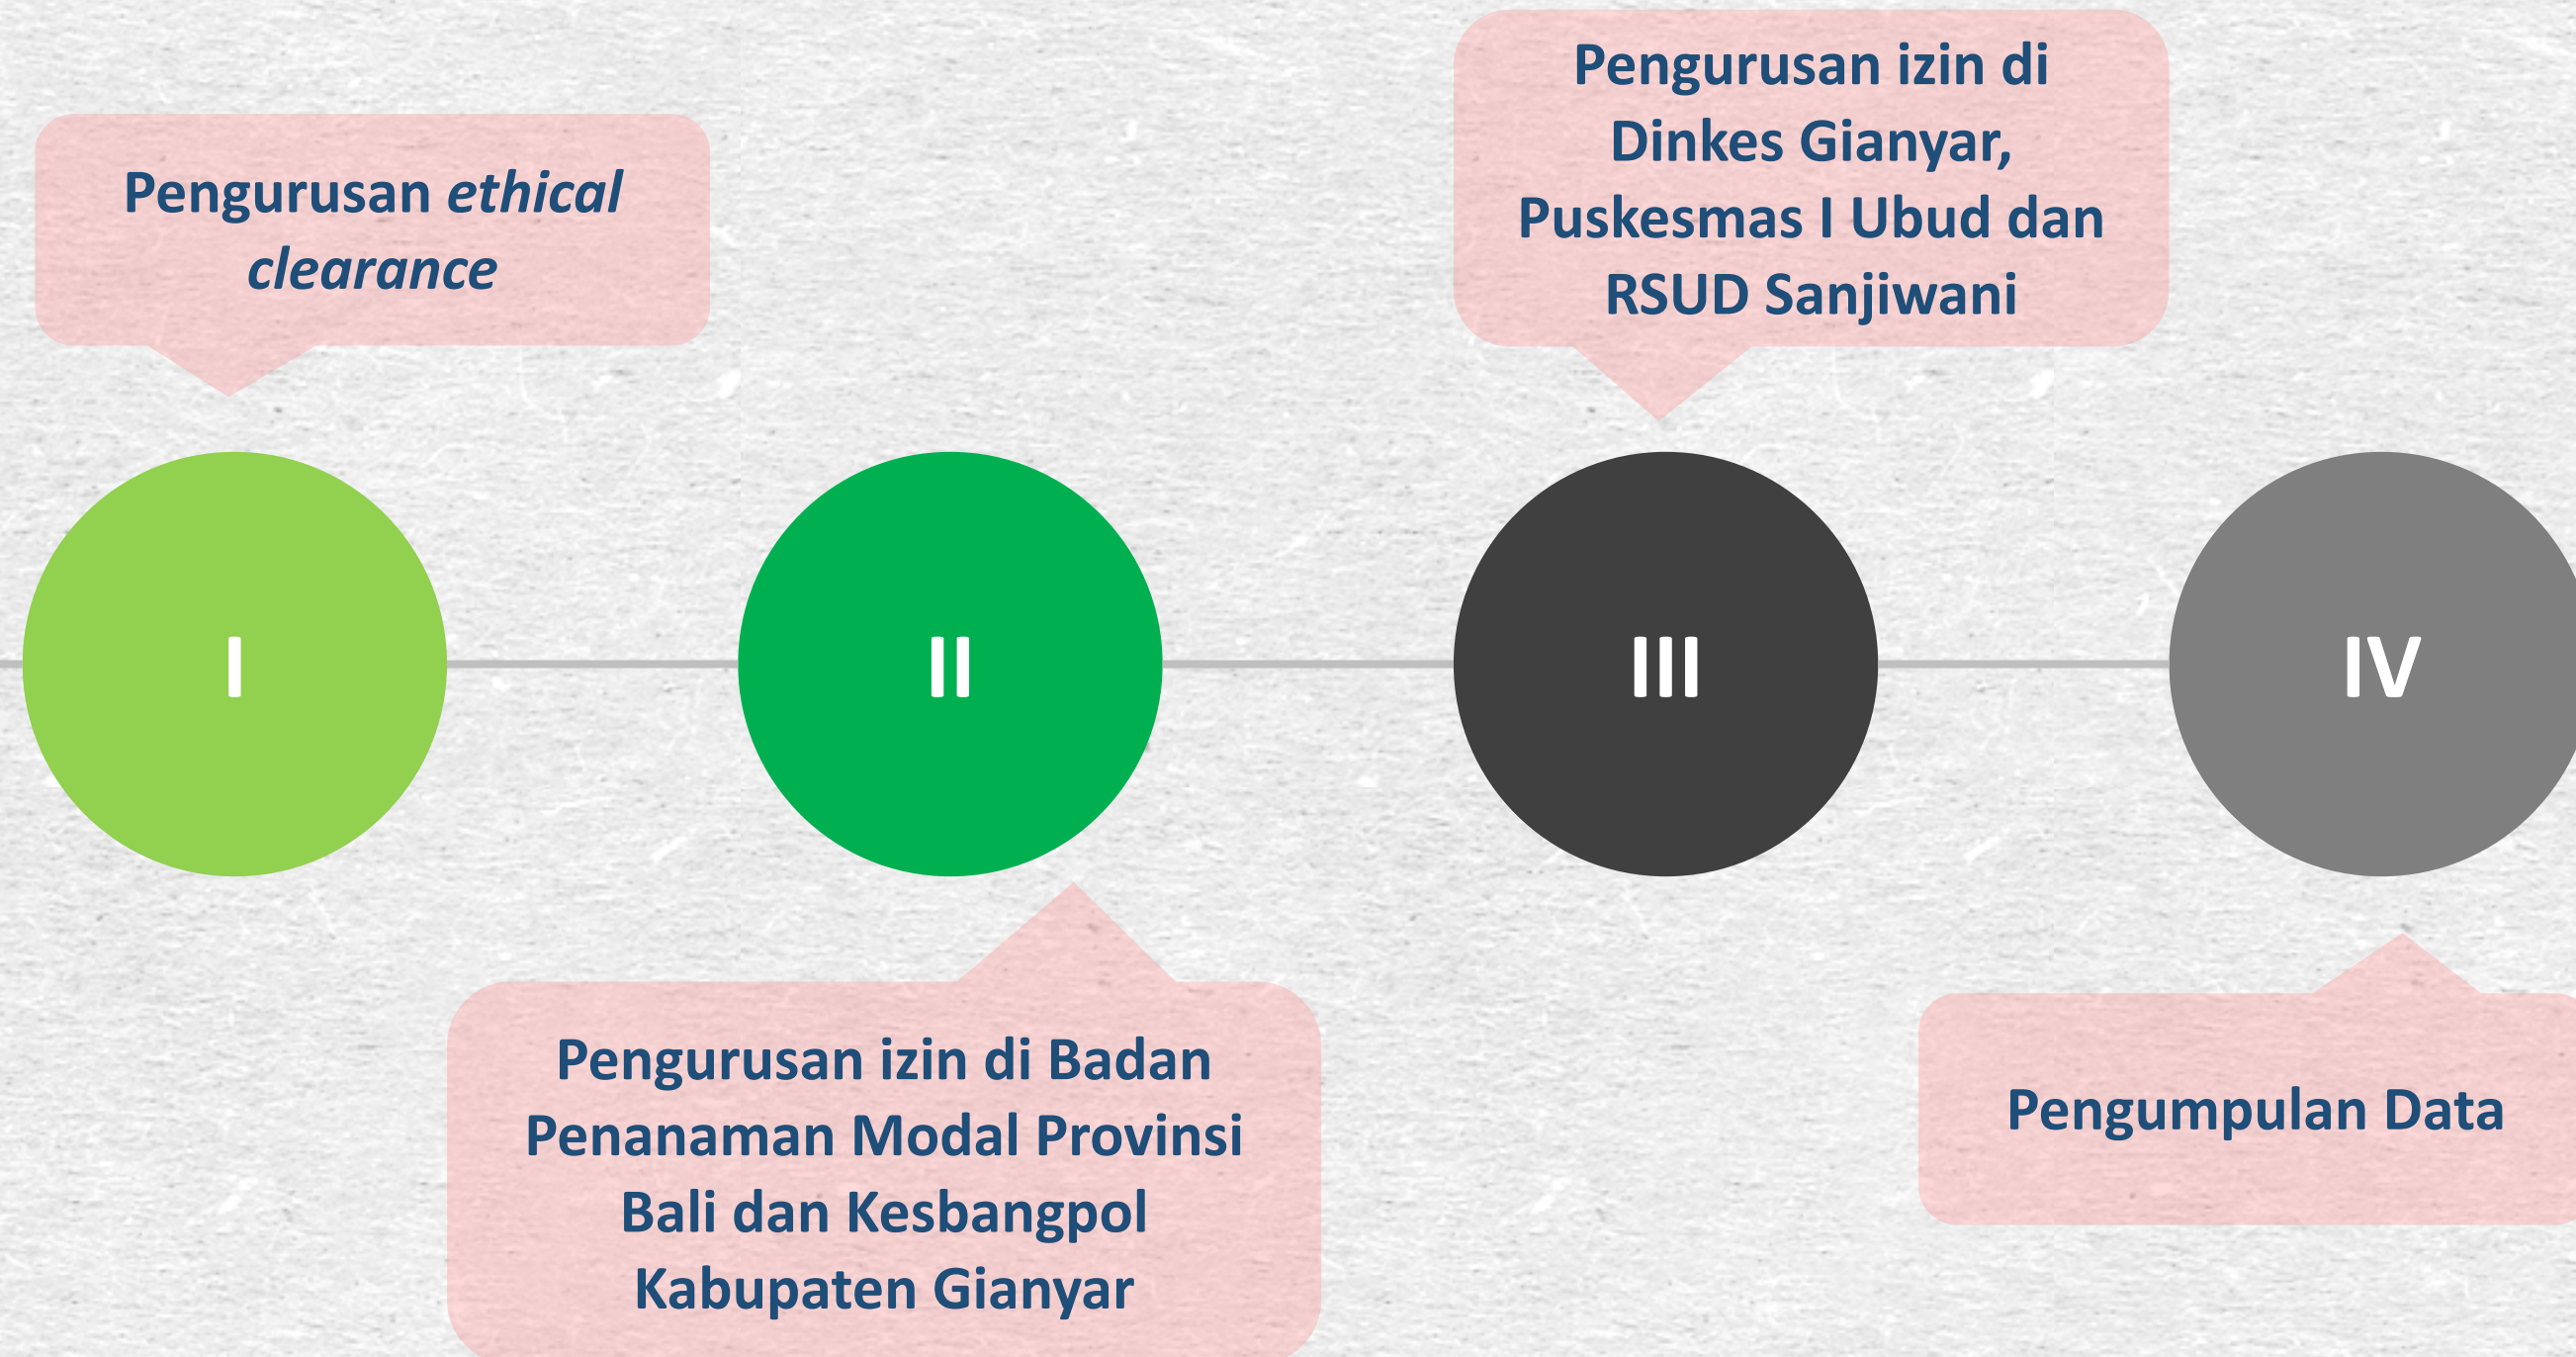 Pengurusan ethical
clearance
I
Pengurusan izin di Badan
Penanaman Modal Provinsi
Bali dan Kesbangpol
Kabupaten Gianyar
II
Pengurusan izin di
Dinkes Gianyar,
Puskesmas I Ubud dan
RSUD Sanjiwani
III
IV
Pengumpulan Data